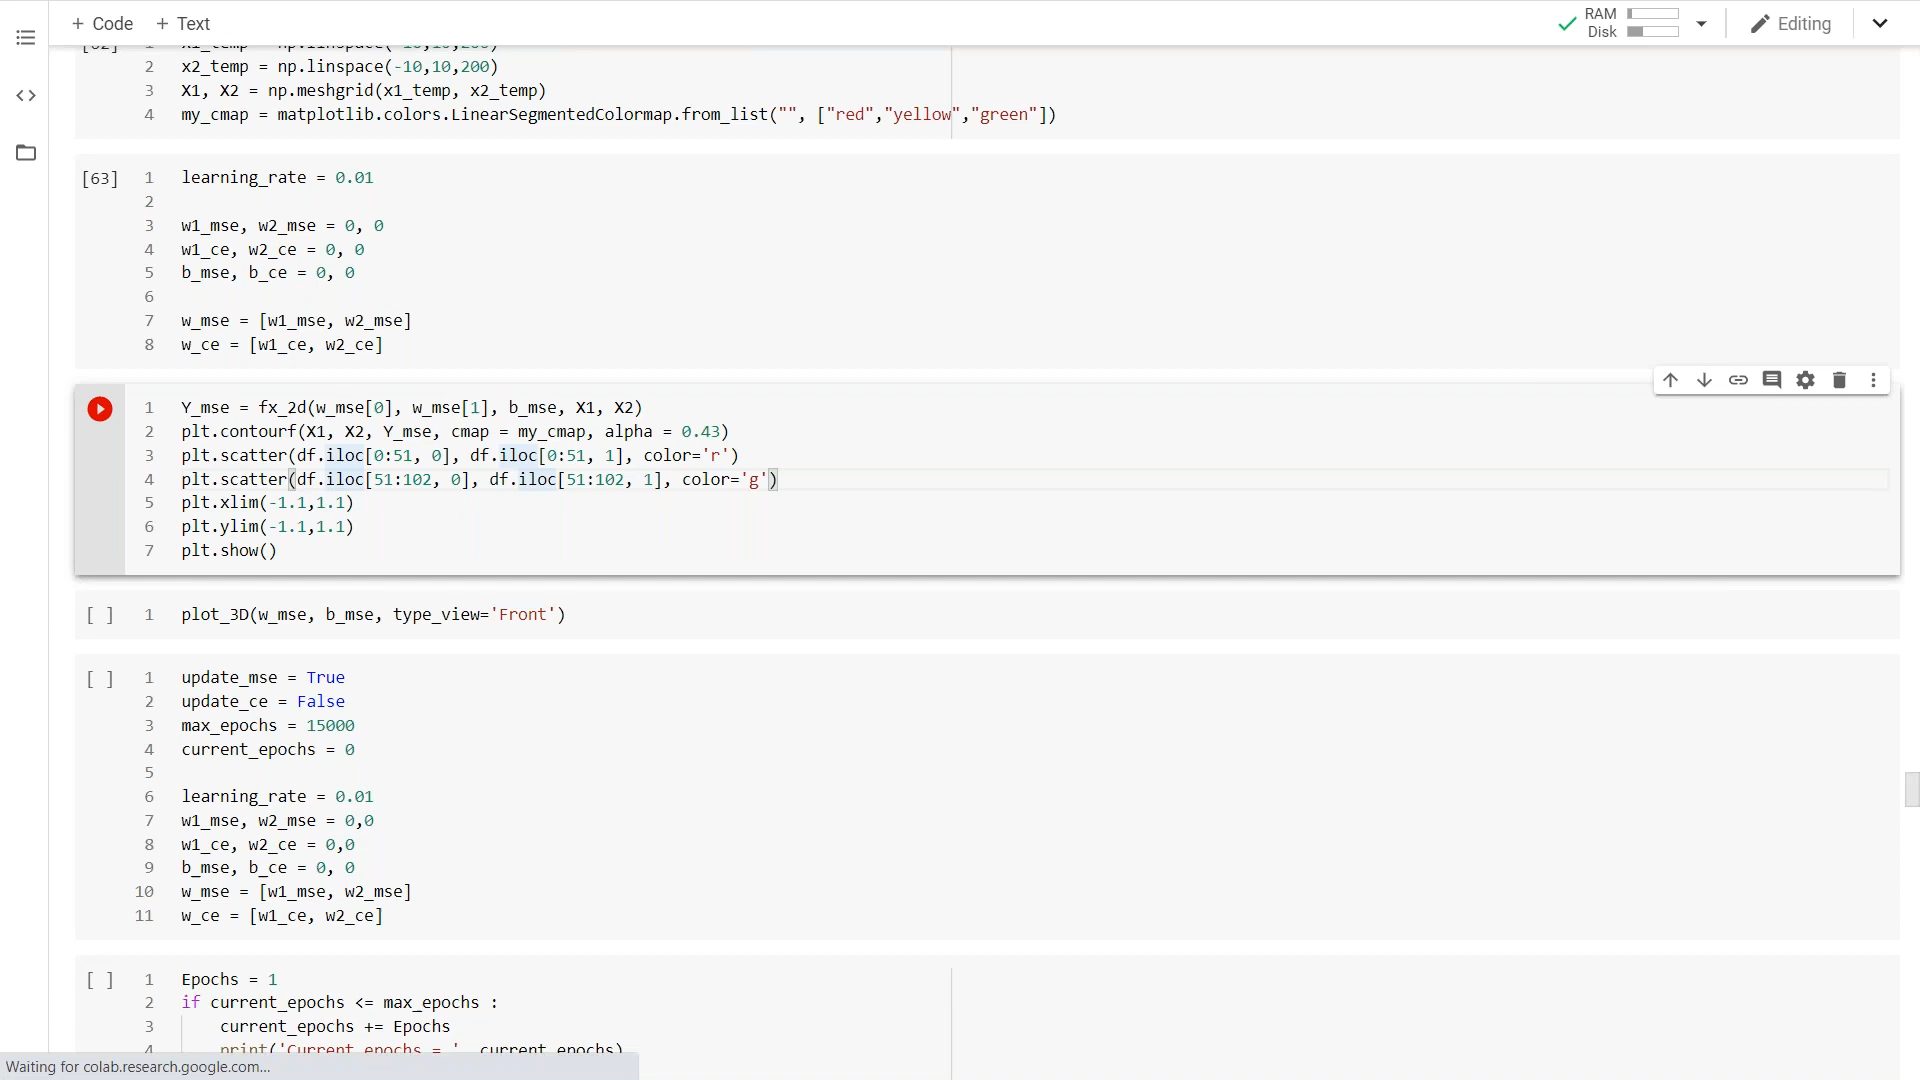 + Code + Text
RAM
Disk
Editing
2 x2_temp = np.linspace(-10,10,200)
3 X1, X2 = np.meshgrid(x1_temp, x2_temp)
4 my_cmap = matplotlib.colors.LinearSegmentedColormap.from_list("", ["red","yellow","green"])
[63] 1 learning_rate = 0.01
2
3 w1_mse, w2_mse = 0, 0
4 w1_ce, w2_ce = 0, 0
5 b_mse, b_ce = 0, 0
6
7 w_mse = [w1_mse, w2_mse]
8 w_ce = [w1_ce, w2_ce]
1 Y_mse = fx_2d(w_mse[0], w_mse[1], b_mse, X1, X2)
2 plt.contourf(X1, X2, Y_mse, cmap = my_cmap, alpha = 0.43)
3 plt.scatter(df.iloc[0:51, 0], df.iloc[0:51, 1], color='r')
4 plt.scatter(df.iloc[51:102, 0], df.iloc[51:102, 1], color='g')
5 plt.xlim(-1.1,1.1)
6 plt.ylim(-1.1,1.1)
7 plt.show()
[ ] 1 plot_3D(w_mse, b_mse, type_view='Front')
[ ] 1 update_mse = True
2 update_ce = False
3 max_epochs = 15000
4 current_epochs = 0
5
6 learning_rate = 0.01
7 w1_mse, w2_mse = 0,0
8 w1_ce, w2_ce = 0,0
9 b_mse, b_ce = 0, 0
10 w_mse = [w1_mse, w2_mse]
11 w_ce = [w1_ce, w2_ce]
[ ] 1 Epochs = 1
2 if current_epochs <= max_epochs :
3 current_epochs += Epochs
4 print('Current epochs = ', current_epochs)
Waiting for colab.research.google.com...